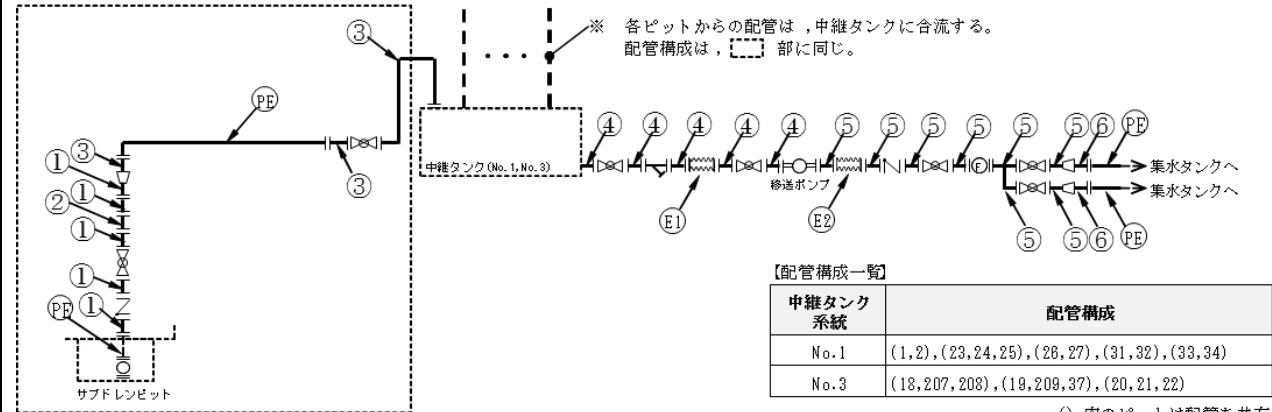 ※ 各ピットからの配管は,中継タンクに合流する。
配管構成は, 部に同じ。
③
PE
③
①
①
②
①
①
PE
①
③
サブドレンピット
中継タンク(No.1,No.3)
④
④
④
④
④
⑤
⑤
⑤
⑤
⑤
⑤
⑥
PE
E1
移送ポンプ
E2
F
集水タンクへ
集水タンクへ
⑤
⑤
⑥
PE
【配管構成一覧】
中継タンク
系統
配管構成
No.1
(1,2),(23,24,25),(26,27),(31,32),(33,34)
No.3
(18,207,208),(19,209,37),(20,21,22)